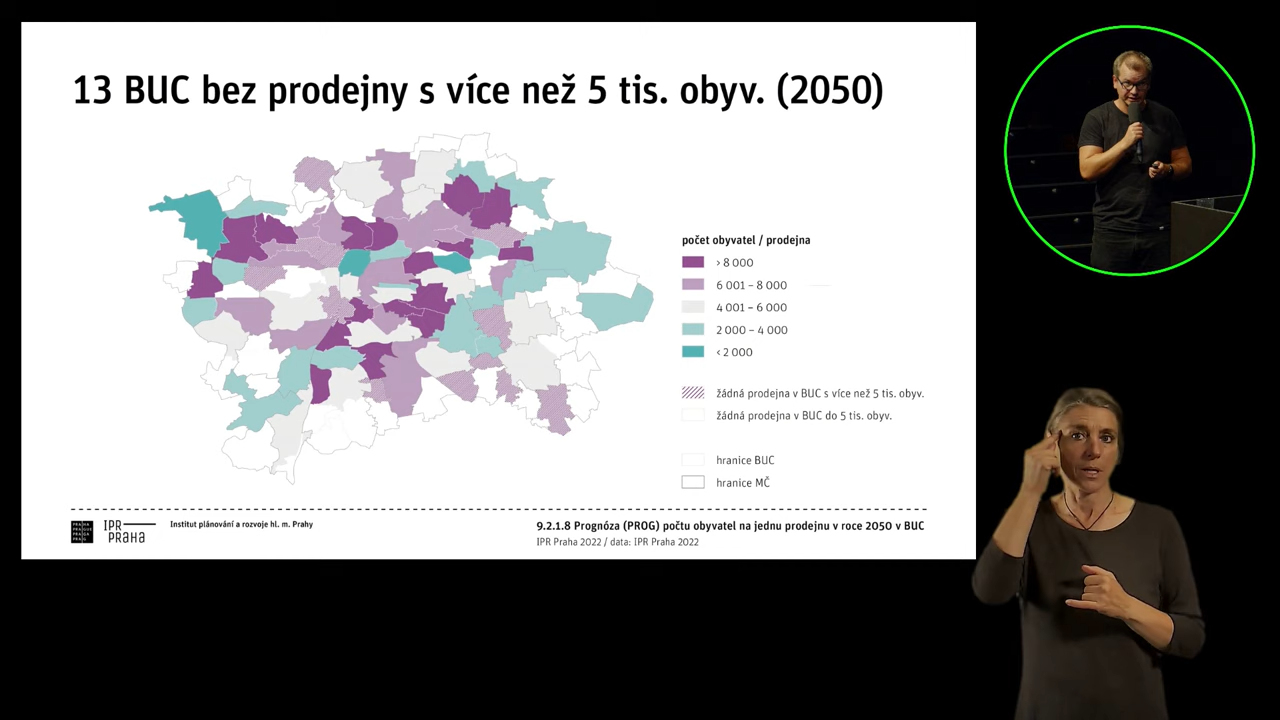 13 BUC bez prodejny s více než 5 tis. obyv. (2050)
počet obyvatel / prodejna
> 8 000
6 001 – 8 000
4 001 – 6 000
2 000 – 4 000
< 2 000
žádná prodejna v BUC s více než 5 tis. obyv.
žádná prodejna v BUC do 5 tis. obyv.
hranice BUC
hranice MČ
PRAHA
PRAGUE
PRAGA
PRAG
IPR
PRAHA
Institut plánování a rozvoje hl. m. Prahy
9.2.1.8 Prognóza (PROG) počtu obyvatel na jednu prodejnu v roce 2050 v BUC
IPR Praha 2022 / data: IPR Praha 2022